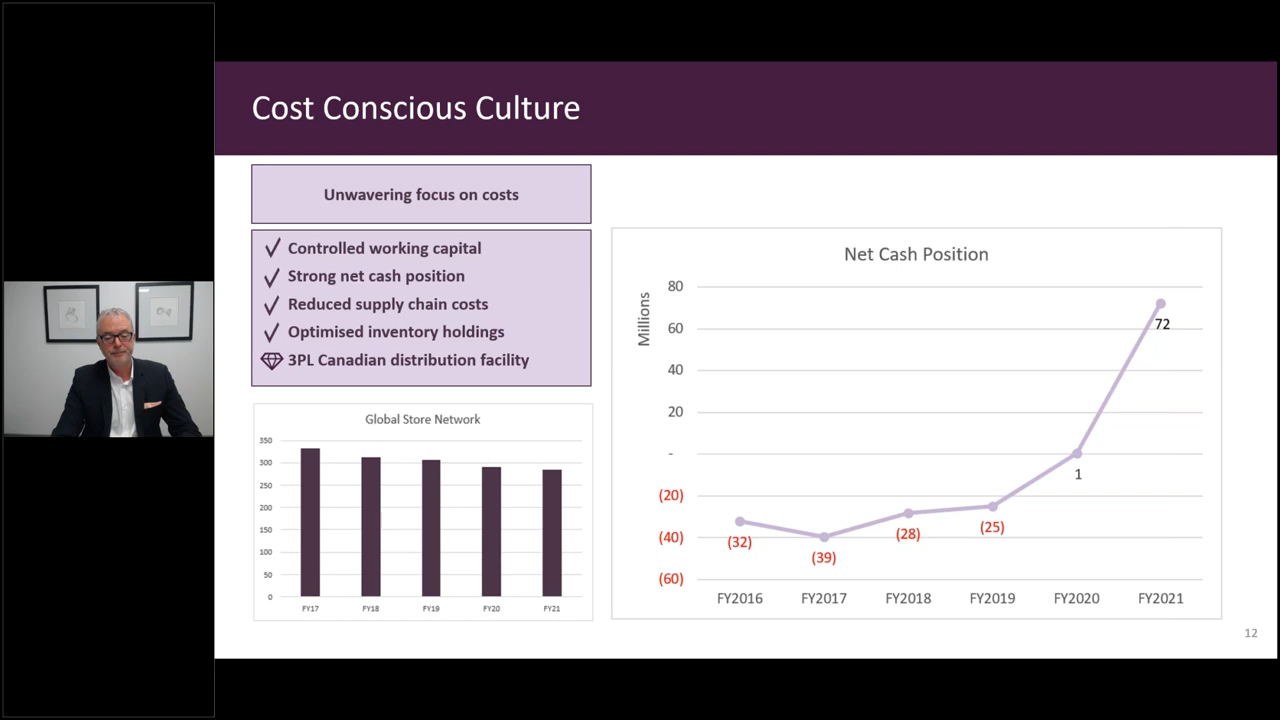 Cost Conscious Culture
Unwavering focus on costs
Controlled working capital
Strong net cash position
Reduced supply chain costs
Optimised inventory holdings
3PL Canadian distribution facility
Global Store Network
350
300
250
200
150
100
50
0
FY17 FY18 FY19 FY20 FY21
Net Cash Position
Millions
80
60
40
20
-
(20)
(40)
(60)
(32)
(39)
(28)
(25)
1
72
FY2016 FY2017 FY2018 FY2019 FY2020 FY2021
12